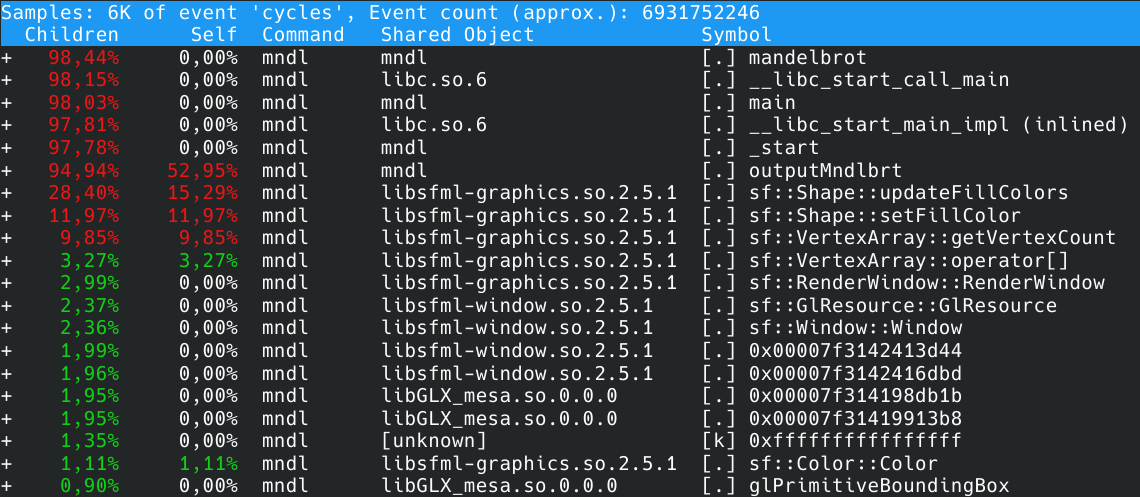 Samples: 6K of event 'cycles', Event count (approx.): 6931752246
Children Self Command Shared Object Symbol
+ 98,44% 0,00% mndl mndl [.] mandelbrot
+ 98,15% 0,00% mndl libc.so.6 [.] __libc_start_call_main
+ 98,03% 0,00% mndl mndl [.] main
+ 97,81% 0,00% mndl libc.so.6 [.] __libc_start_main_impl (inlined)
+ 97,78% 0,00% mndl mndl [.] _start
+ 94,94% 52,95% mndl mndl [.] outputMndlbrt
+ 28,40% 15,29% mndl libsfml-graphics.so.2.5.1 [.] sf::Shape::updateFillColors
+ 11,97% 11,97% mndl libsfml-graphics.so.2.5.1 [.] sf::Shape::setFillColor
+ 9,85% 9,85% mndl libsfml-graphics.so.2.5.1 [.] sf::VertexArray::getVertexCount
+ 3,27% 3,27% mndl libsfml-graphics.so.2.5.1 [.] sf::VertexArray::operator[]
+ 2,99% 0,00% mndl libsfml-graphics.so.2.5.1 [.] sf::RenderWindow::RenderWindow
+ 2,37% 0,00% mndl libsfml-window.so.2.5.1 [.] sf::GlResource::GlResource
+ 2,36% 0,00% mndl libsfml-window.so.2.5.1 [.] sf::Window::Window
+ 1,99% 0,00% mndl libsfml-window.so.2.5.1 [.] 0x00007f3142413d44
+ 1,96% 0,00% mndl libsfml-window.so.2.5.1 [.] 0x00007f3142416dbd
+ 1,95% 0,00% mndl libGLX_mesa.so.0.0.0 [.] 0x00007f314198db1b
+ 1,95% 0,00% mndl libGLX_mesa.so.0.0.0 [.] 0x00007f31419913b8
+ 1,35% 0,00% mndl [unknown] [k] 0xffffffffffffffff
+ 1,11% 1,11% mndl libsfml-graphics.so.2.5.1 [.] sf::Color::Color
+ 0,90% 0,00% mndl libGLX_mesa.so.0.0.0 [.] glPrimitiveBoundingBox